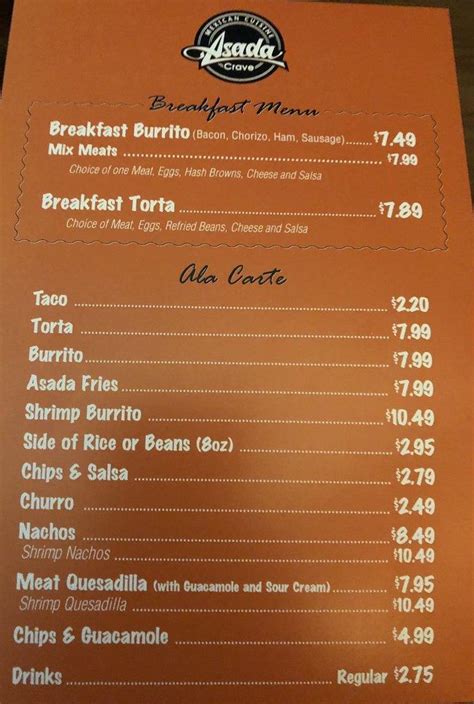 MEXICAN CUISINE
Asada
Crave
Breakfast Menu
Breakfast Burrito (Bacon, Chorizo, Ham, Sausage)....... $7.49
Mix Meats ........ $7.99
Choice of one Meat, Eggs, Hash Browns, Cheese and Salsa
Breakfast Torta ........ $7.89
Choice of Meat, Eggs, Refried Beans, Cheese and Salsa
Ala Carte
Taco ........ $2.20
Torta ........ $7.99
Burrito ........ $7.99
Asada Fries ........ $7.99
Shrimp Burrito ........ $10.49
Side of Rice or Beans (8oz) ........ $2.95
Chips & Salsa ........ $2.79
Churro ........ $2.49
Nachos ........ $8.49
Shrimp Nachos ........ $10.49
Meat Quesadilla (with Guacamole and Sour Cream) ........ $7.95
Shrimp Quesadilla ........ $10.49
Chips & Guacamole ........ $4.99
Drinks ........ Regular $2.75